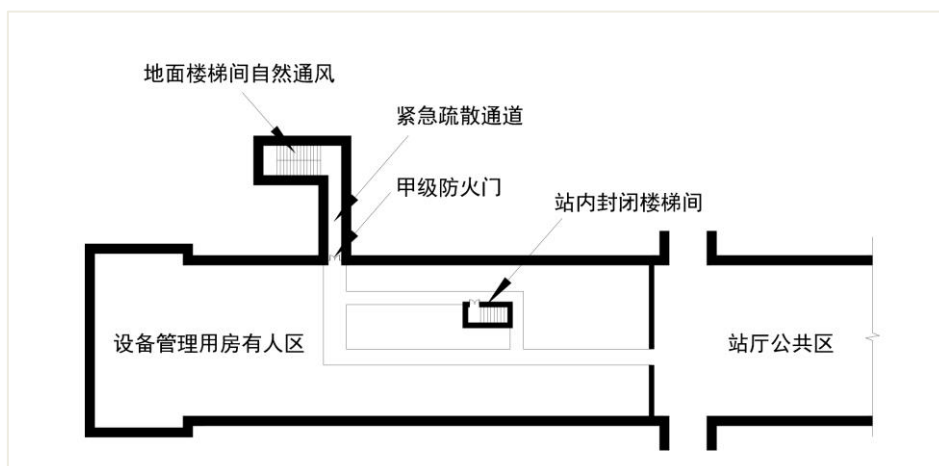 地面楼梯间自然通风
紧急疏散通道
甲级防火门
站内封闭楼梯间
设备管理用房有人区
站厅公共区